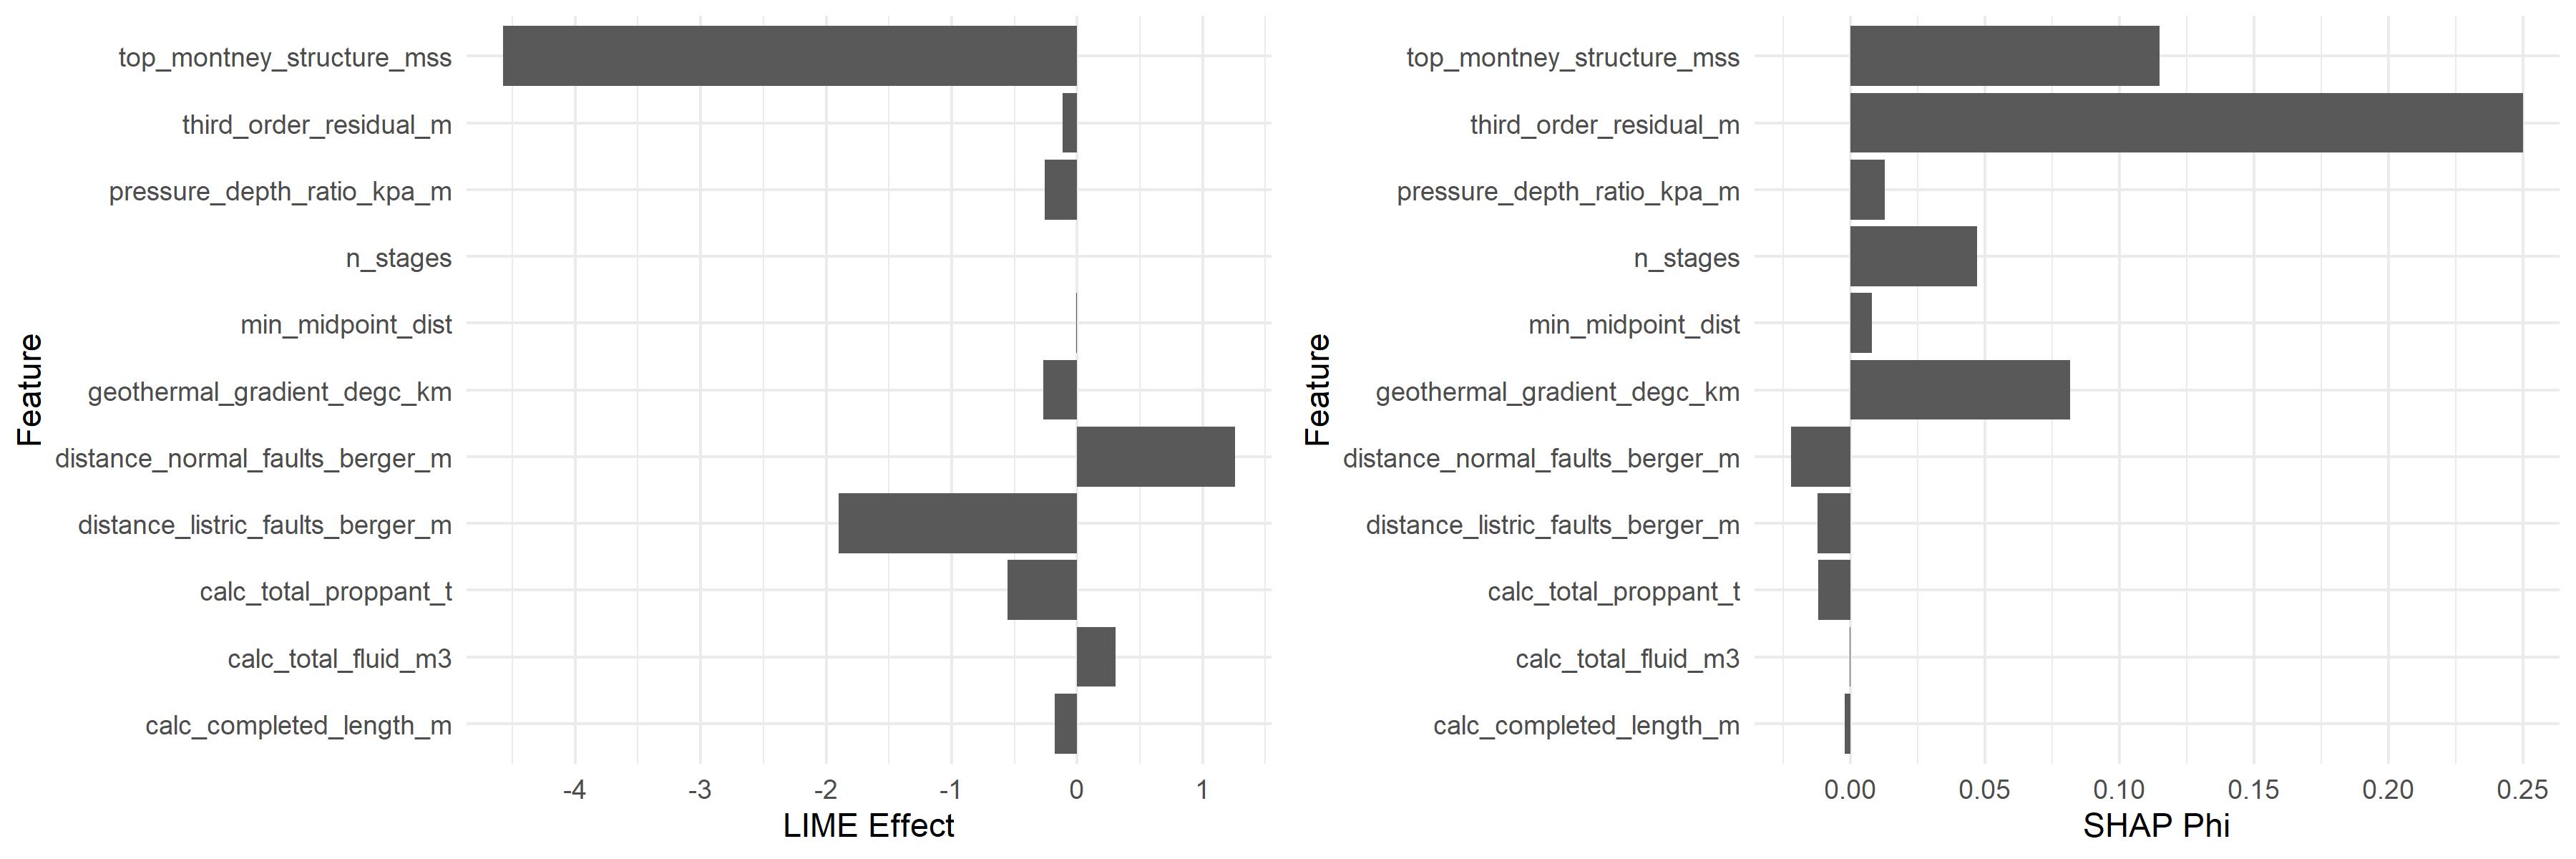 top_montney_structure_mss
third_order_residual_m
pressure_depth_ratio_kpa_m
n_stages
min_midpoint_dist
geothermal_gradient_degc_km
distance_normal_faults_berger_m
distance_listric_faults_berger_m
calc_total_proppant_t
calc_total_fluid_m3
calc_completed_length_m
Feature
-4 -3 -2 -1 0 1
LIME Effect
top_montney_structure_mss
third_order_residual_m
pressure_depth_ratio_kpa_m
n_stages
min_midpoint_dist
geothermal_gradient_degc_km
distance_normal_faults_berger_m
distance_listric_faults_berger_m
calc_total_proppant_t
calc_total_fluid_m3
calc_completed_length_m
Feature
0.00 0.05 0.10 0.15 0.20 0.25
SHAP Phi